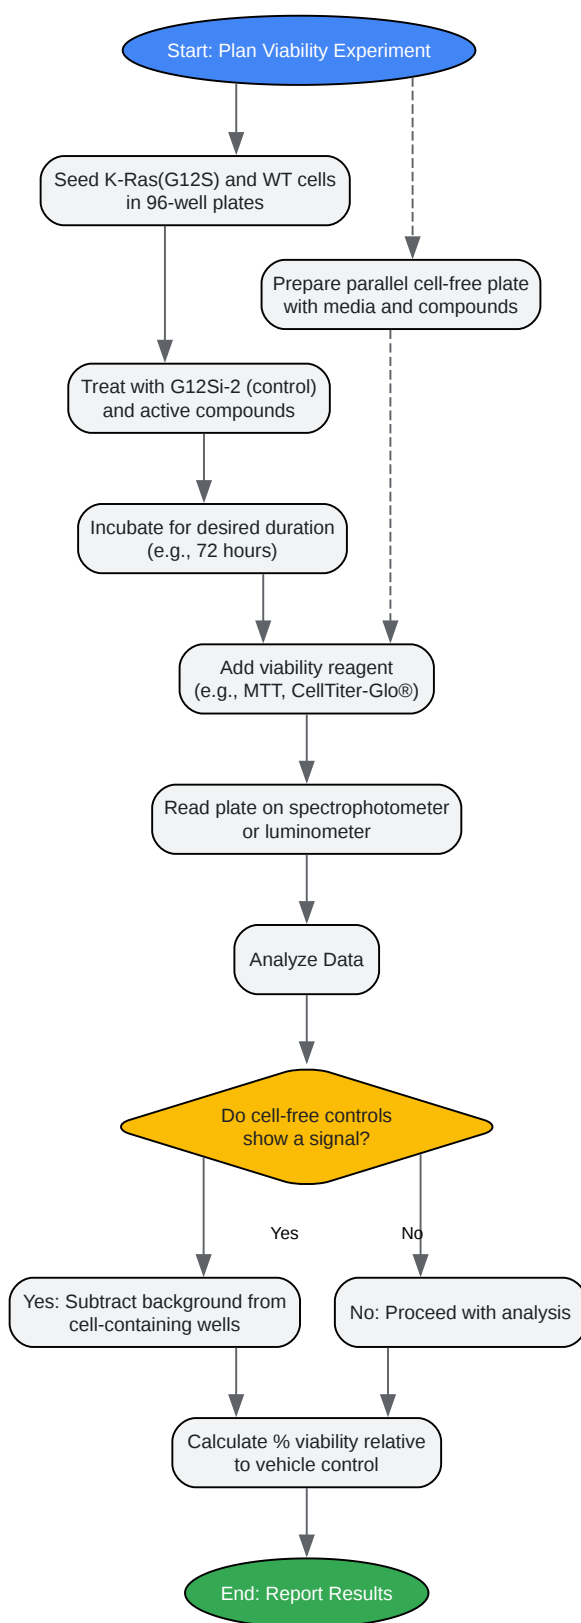 Start: Plan Viability Experiment
Seed K-Ras(G12S) and WT cells
in 96-well plates
Prepare parallel cell-free plate
with media and compounds
Treat with G12Si-2 (control)
and active compounds
Incubate for desired duration
(e.g., 72 hours)
Add viability reagent
(e.g., MTT, CellTiter-Glo®)
Read plate on spectrophotometer
or luminometer
Analyze Data
Do cell-free controls
show a signal?
Yes
No
Yes: Subtract background from
cell-containing wells
No: Proceed with analysis
Calculate % viability relative
to vehicle control
End: Report Results